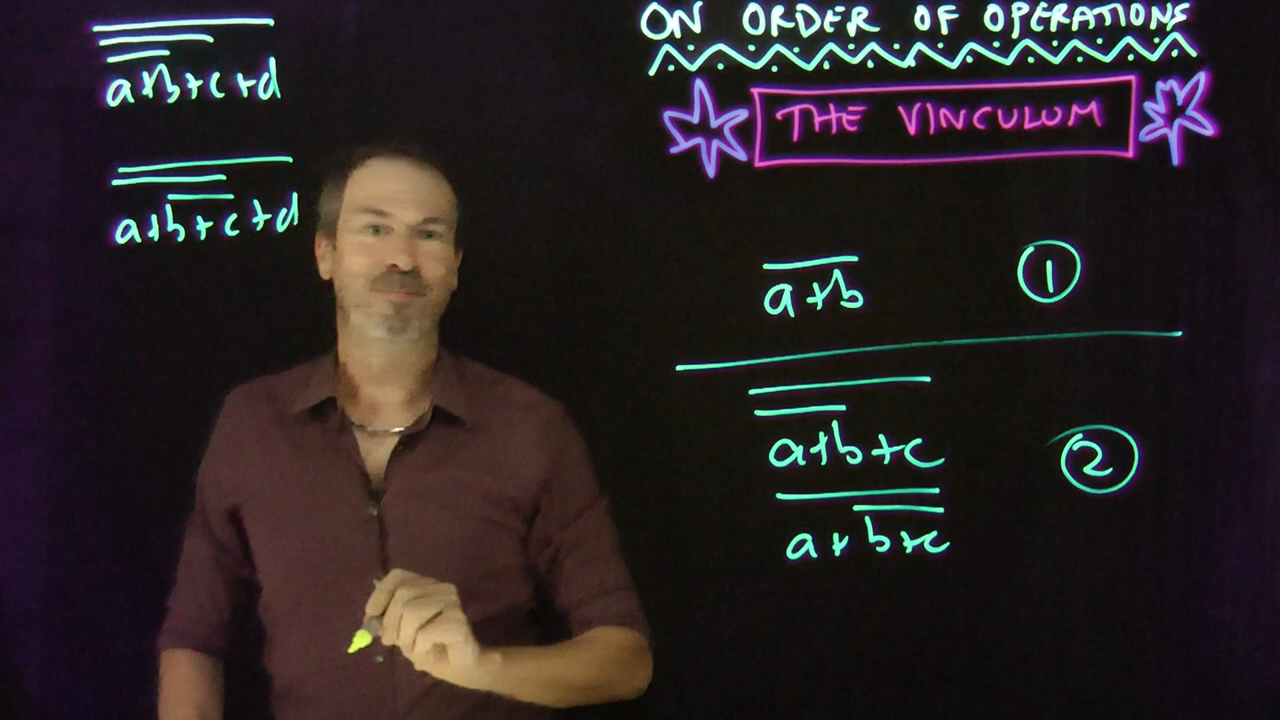 a+b+c+d
a+b+c+d
ON ORDER OF OPERATIONS
THE VINCULUM
a+b 1
a+b+c 2
a+b+c